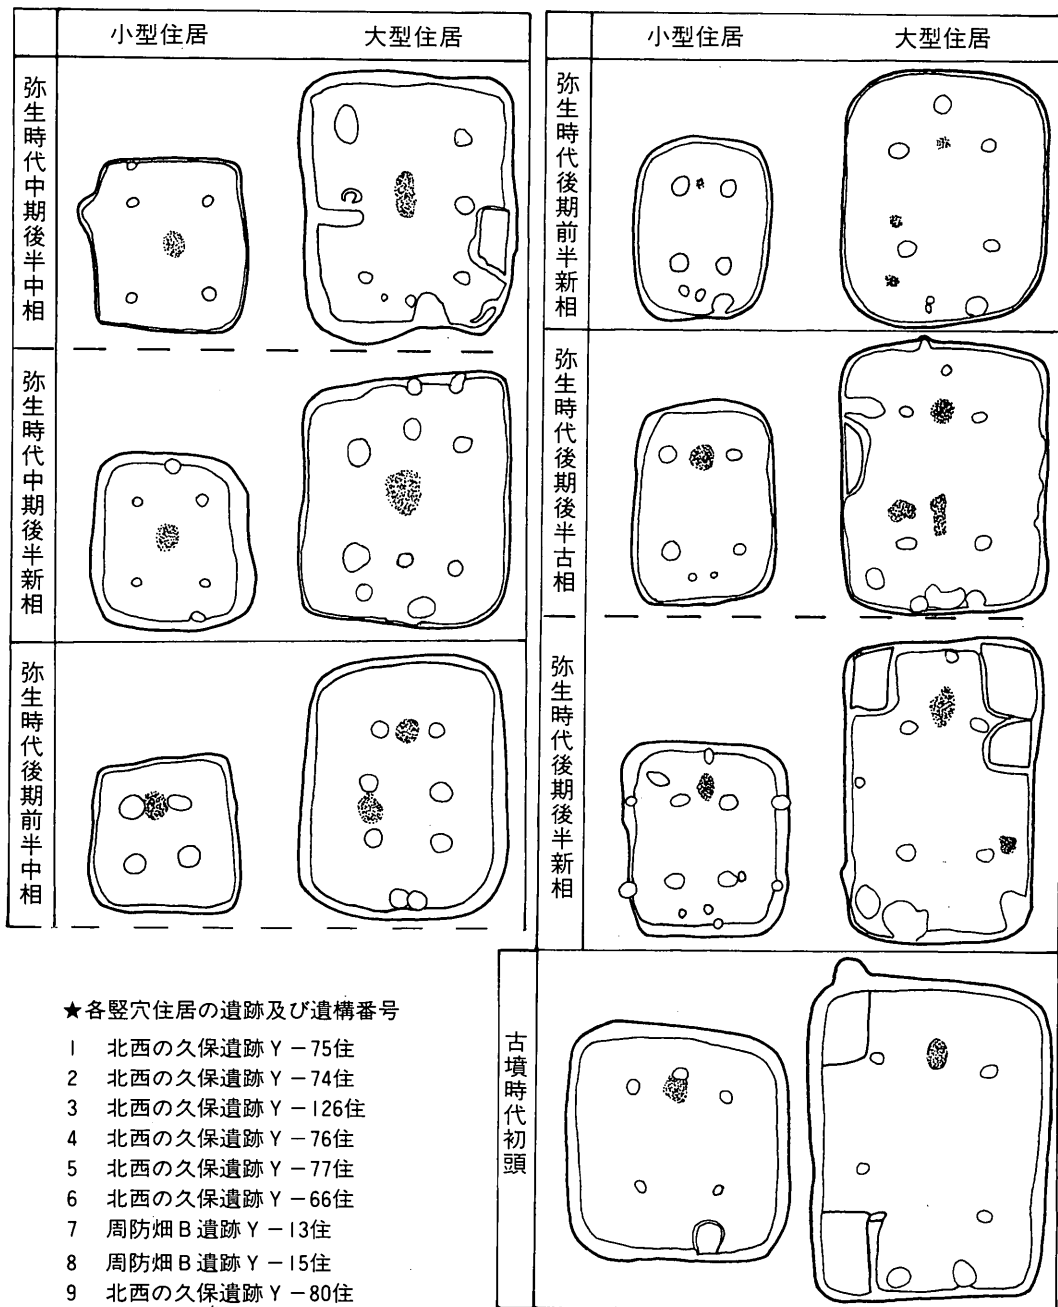 小型住居 大型住居
弥生時代中期後半中相
弥生時代中期後半新相
弥生時代後期前半中相
小型住居 大型住居
弥生時代後期前半新相
弥生時代後期後半古相
弥生時代後期後半新相
古墳時代初頭
★各竪穴住居の遺跡及び遺構番号
1 北西の久保遺跡Y-75住
2 北西の久保遺跡Y-74住
3 北西の久保遺跡Y-126住
4 北西の久保遺跡Y-76住
5 北西の久保遺跡Y-77住
6 北西の久保遺跡Y-66住
7 周防畑B遺跡Y-13住
8 周防畑B遺跡Y-15住
9 北西の久保遺跡Y-80住